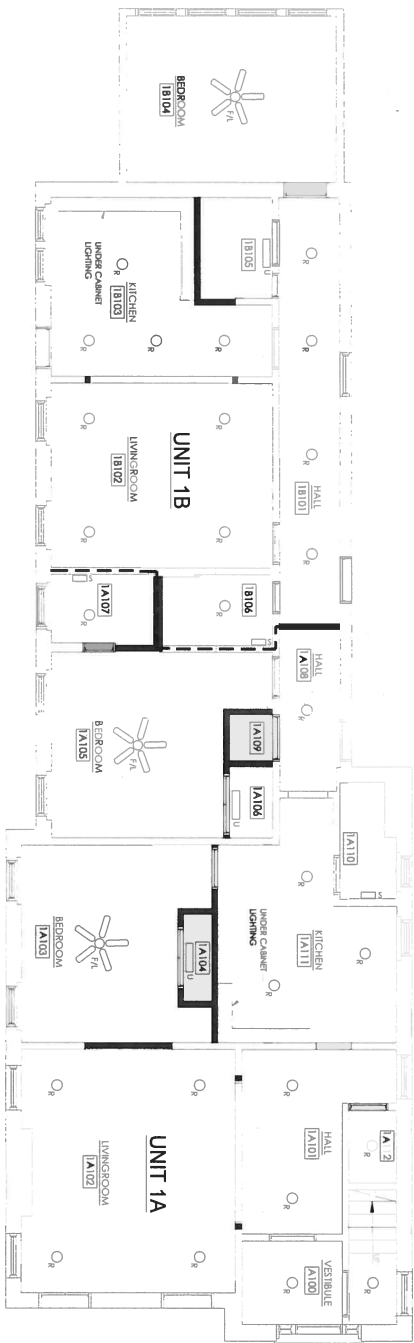 BEDROOM
1B104
F/L
1B105
U
UNDER CABINET
LIGHTING
KITCHEN
1B103
R
R
R
R
R
R
HALL
1B101
R
R
UNIT 1B
LIVINGROOM
1B102
R
R
R
R
1A107
S
R
1B106
S
HALL
1A108
R
BEDROOM
1A105
F/L
1A109
1A106
U
1A110
S
UNDER CABINET
LIGHTING
KITCHEN
1A111
R
R
R
BEDROOM
1A103
F/L
1A104
U
UNIT 1A
LIVINGROOM
1A102
R
R
R
R
HALL
1A101
R
R
1A112
R
VESTIBULE
A100
R
R